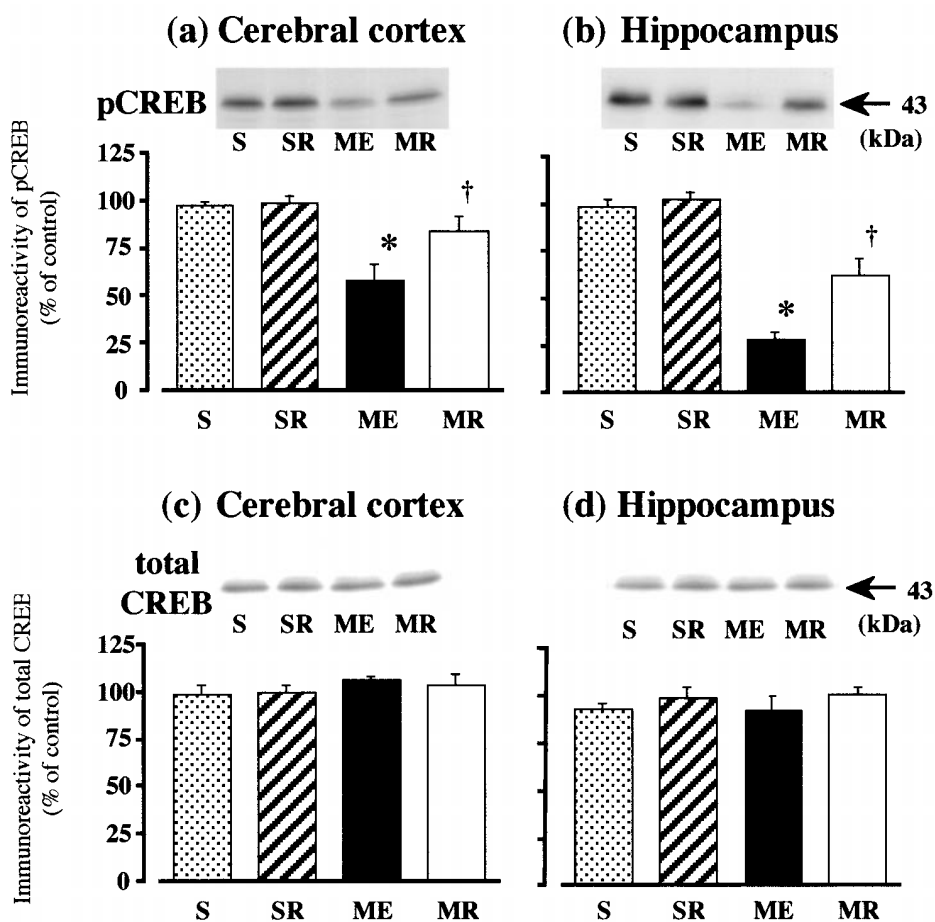 (a) Cerebral cortex
(b) Hippocampus
pCREB
43
(kDa)
S SR ME MR
S SR ME MR
Immunoreactivity of pCREB
(% of control)
125
100
75
50
25
0
*
†
*
†
S SR ME MR
S SR ME MR
(c) Cerebral cortex
(d) Hippocampus
total
CREB
43
(kDa)
S SR ME MR
S SR ME MR
Immunoreactivity of total CREB
(% of control)
125
100
75
50
25
0
S SR ME MR
S SR ME MR